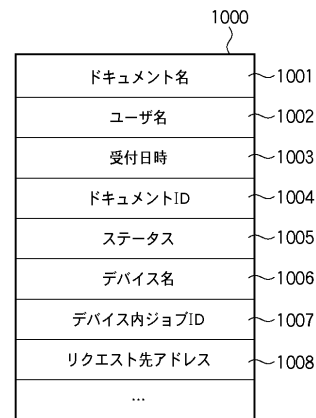 1000
ドキュメント名 1001
ユーザ名 1002
受付日時 1003
ドキュメントID 1004
ステータス 1005
デバイス名 1006
デバイス内ジョブID 1007
リクエスト先アドレス 1008
…